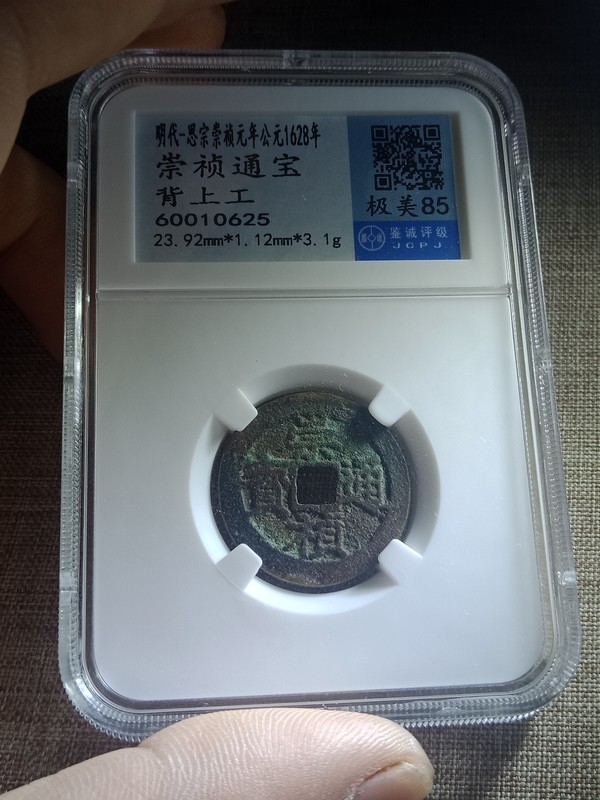 明代-思宗崇祯元年公元1628年
崇祯通宝
背上工
60010625
23.92mm*1.12mm*3.1g
极美85
鉴诚评级
JCPJ
崇
寳 通
禎